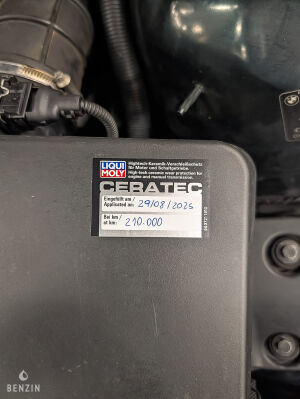 LIQUI
MOLY
Hightech-Keramik-Verschleißschutz
für Motor und Schaltgetriebe.
High-tech ceramic wear protection for
engine and manual transmission.
CERATEC
Eingefüllt am /
Applicated on: 29/08/2025
Bei km /
at km: 210.000
BENZIN